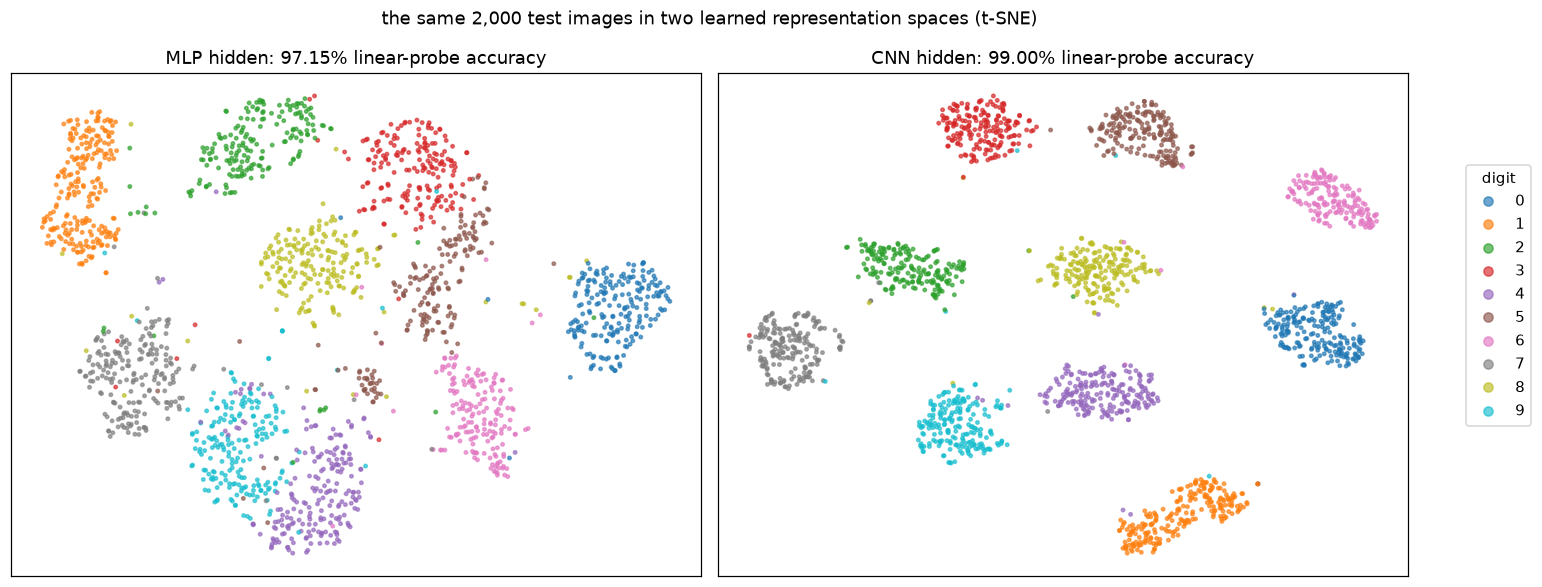 the same 2,000 test images in two learned representation spaces (t-SNE)
MLP hidden: 97.15% linear-probe accuracy
CNN hidden: 99.00% linear-probe accuracy
digit
0
1
2
3
4
5
6
7
8
9